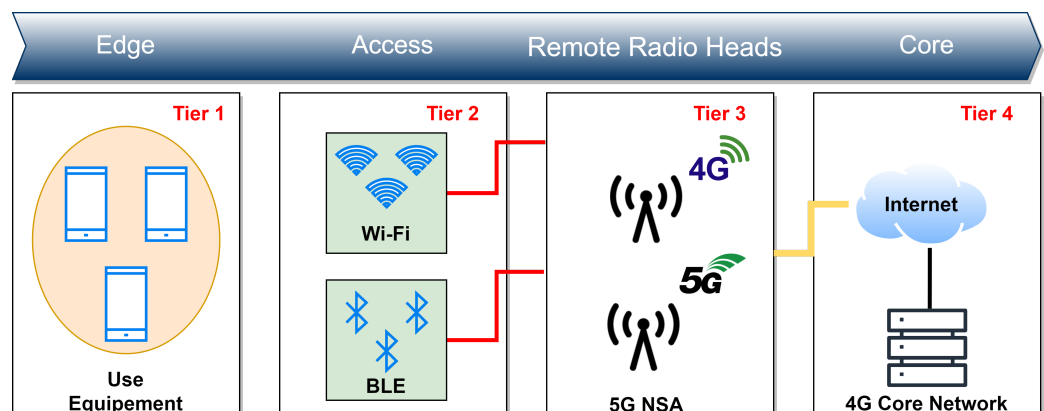 Edge
Access
Remote Radio Heads
Core
Tier 1
Tier 2
Tier 3
Tier 4
4G
Wi-Fi
Internet
5G
BLE
Use
Equipement
5G NSA
4G Core Network